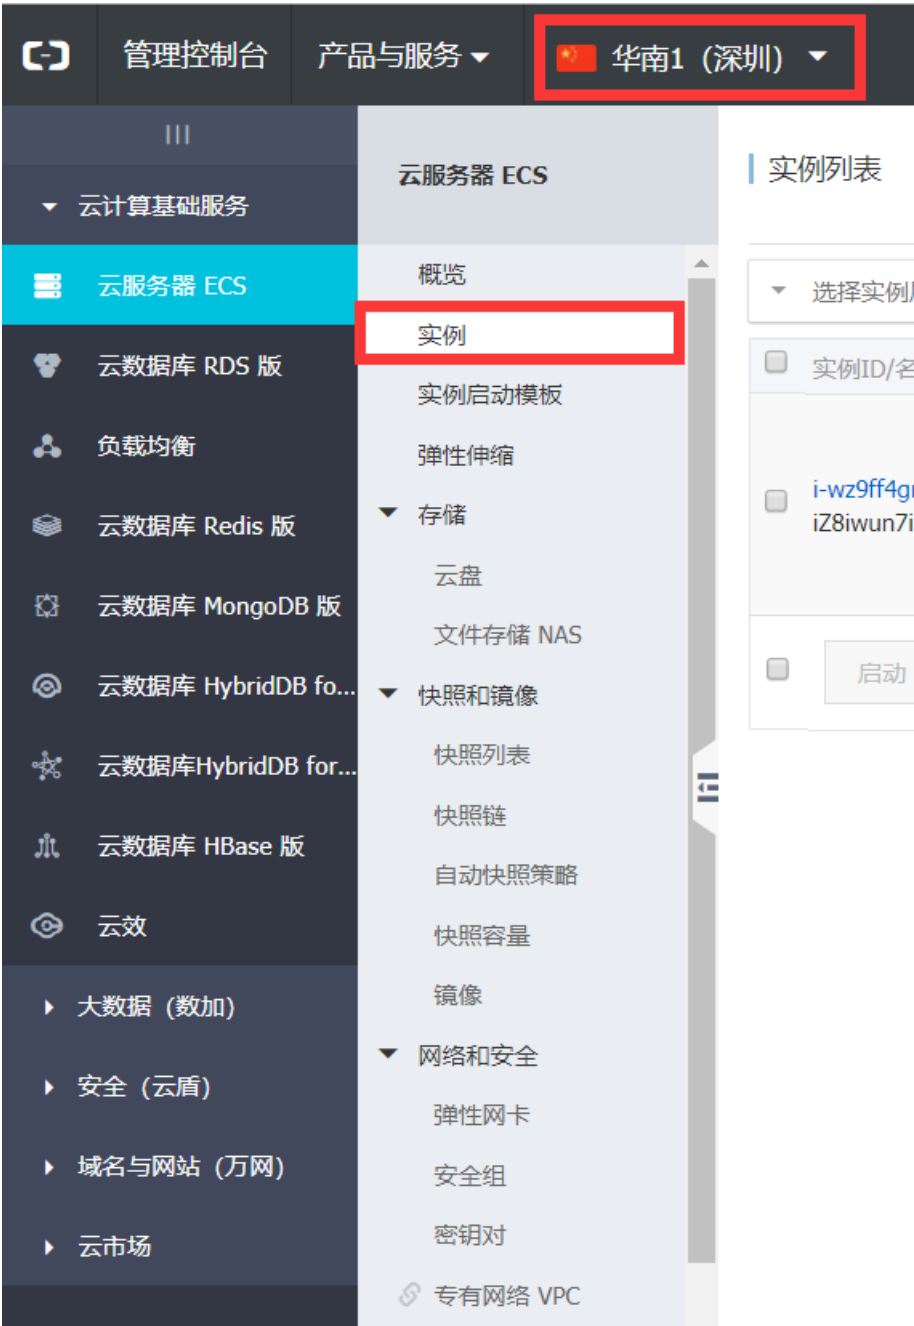 管理控制台
产品与服务
华南1（深圳）
云计算基础服务
云服务器 ECS
云数据库 RDS 版
负载均衡
云数据库 Redis 版
云数据库 MongoDB 版
云数据库 HybridDB fo...
云数据库HybridDB for...
云数据库 HBase 版
云效
大数据（数加）
安全（云盾）
域名与网站（万网）
云市场
云服务器 ECS
概览
实例
实例启动模板
弹性伸缩
存储
云盘
文件存储 NAS
快照和镜像
快照列表
快照链
自动快照策略
快照容量
镜像
网络和安全
弹性网卡
安全组
密钥对
专有网络 VPC
实例列表
选择实例
实例ID/名
i-wz9ff4g
iZ8iwun7i
启动